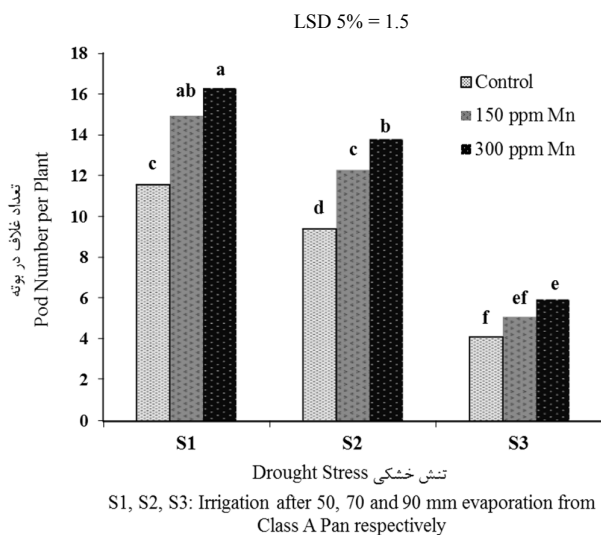 LSD 5% = 1.5
18
16
14
12
10
8
6
4
2
0
تعداد غلاف در بوته
Pod Number per Plant
Control
150 ppm Mn
300 ppm Mn
c
ab
a
d
c
b
f
ef
e
S1
S2
S3
Drought Stress تنش خشکی
S1, S2, S3: Irrigation after 50, 70 and 90 mm evaporation from
Class A Pan respectively